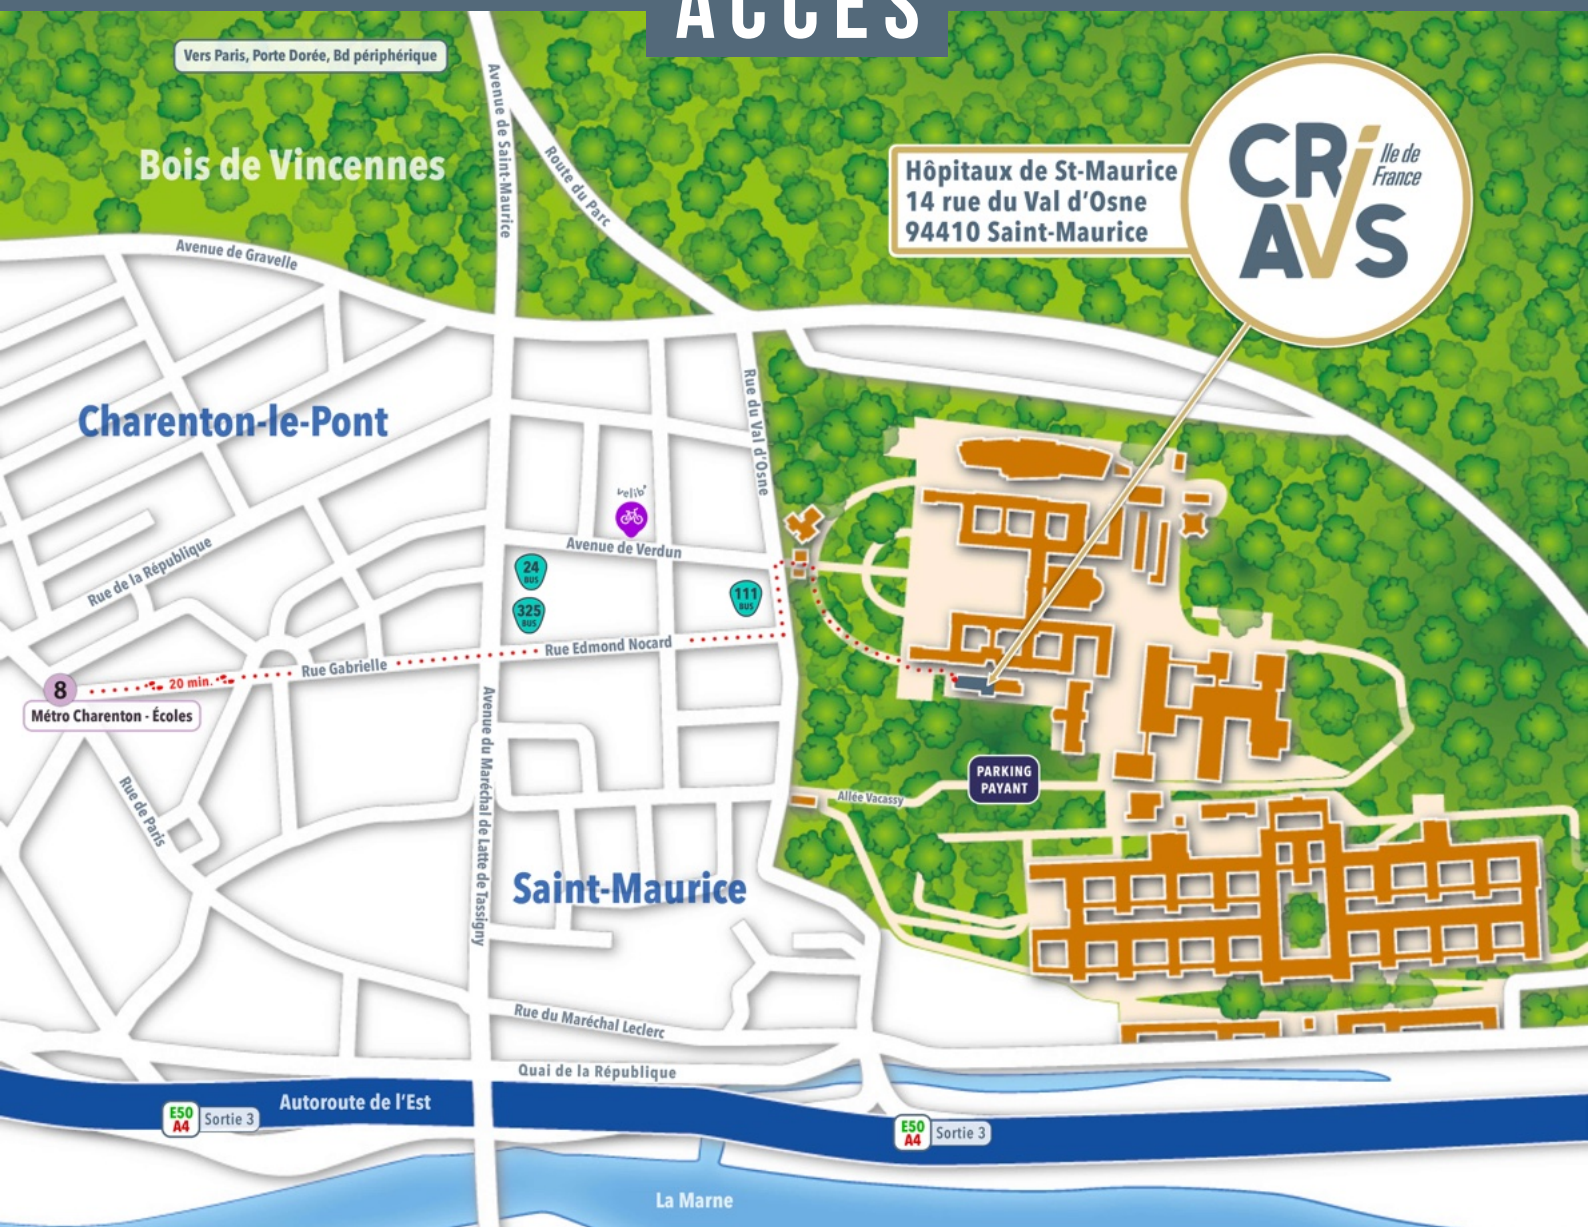 ACCÈS
Vers Paris, Porte Dorée, Bd périphérique
Avenue de Saint-Maurice
Route du Parc
Bois de Vincennes
Hôpitaux de St-Maurice
14 rue du Val d'Osne
94410 Saint-Maurice
CRi
Ile de
France
AVS
Avenue de Gravelle
Charenton-le-Pont
Rue du Val d'Osne
velib'
Avenue de Verdun
Rue de la République
24
BUS
325
BUS
111
BUS
Rue Edmond Nocard
Rue Gabrielle
8
20 min.
Métro Charenton - Écoles
Avenue du Maréchal de Latte de Tassigny
Rue de Paris
PARKING
PAYANT
Allée Vacassy
Saint-Maurice
Rue du Maréchal Leclerc
Quai de la République
Autoroute de l'Est
E50
A4
Sortie 3
E50
A4
Sortie 3
La Marne